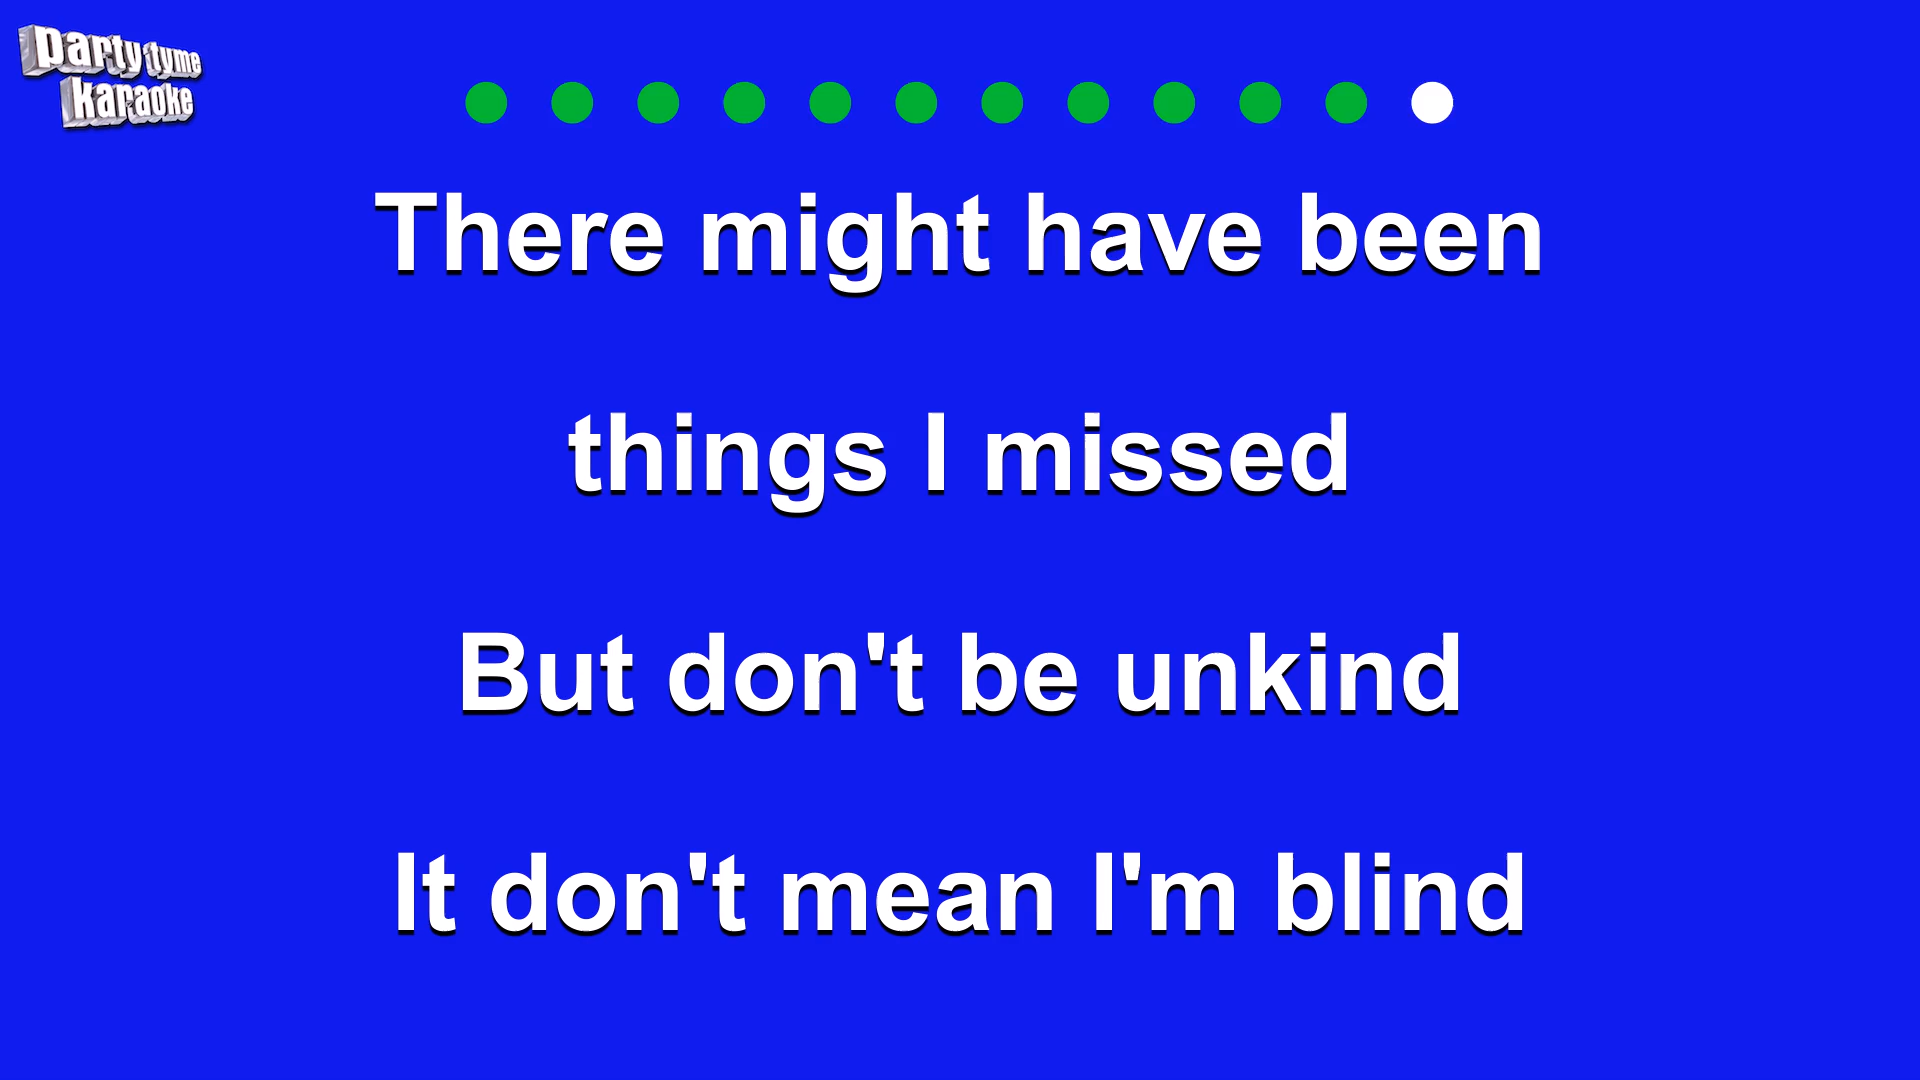 party tyme
karaoke
There might have been
things I missed
But don't be unkind
It don't mean I'm blind